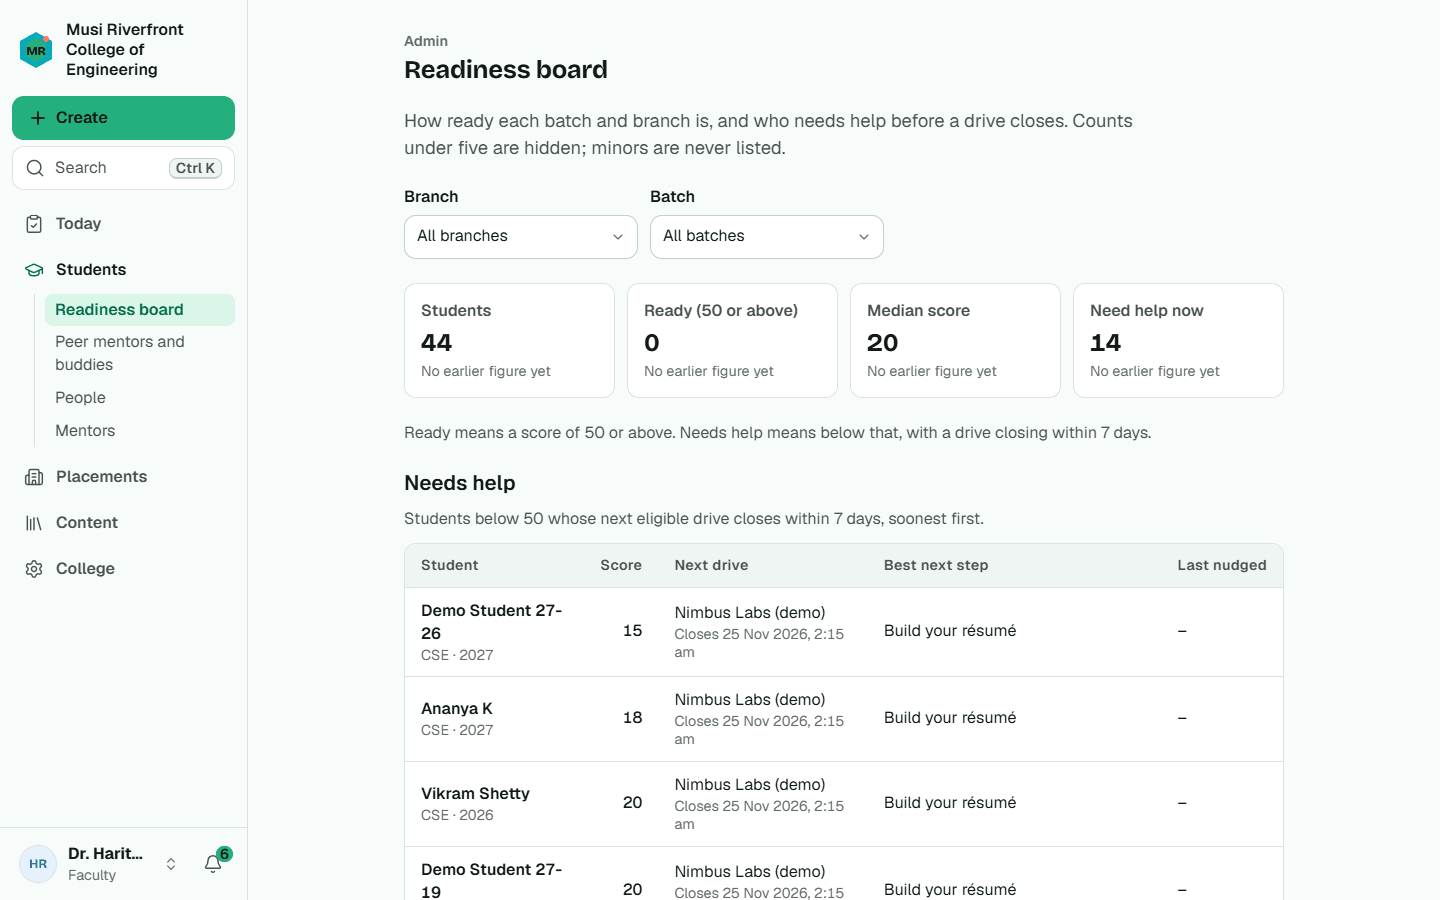 MR
Musi Riverfront
College of
Engineering
Create
Search
Ctrl K
Today
Students
Readiness board
Peer mentors and
buddies
People
Mentors
Placements
Content
College
HR
Dr. Harit...
Faculty
6
Admin
Readiness board
How ready each batch and branch is, and who needs help before a drive closes. Counts
under five are hidden; minors are never listed.
Branch
Batch
All branches
All batches
Students
44
No earlier figure yet
Ready (50 or above)
0
No earlier figure yet
Median score
20
No earlier figure yet
Need help now
14
No earlier figure yet
Ready means a score of 50 or above. Needs help means below that, with a drive closing within 7 days.
Needs help
Students below 50 whose next eligible drive closes within 7 days, soonest first.
Student Score Next drive Best next step Last nudged
Demo Student 27-
26
CSE · 2027
15
Nimbus Labs (demo)
Closes 25 Nov 2026, 2:15
am
Build your résumé
–
Ananya K
CSE · 2027
18
Nimbus Labs (demo)
Closes 25 Nov 2026, 2:15
am
Build your résumé
–
Vikram Shetty
CSE · 2026
20
Nimbus Labs (demo)
Closes 25 Nov 2026, 2:15
am
Build your résumé
–
Demo Student 27-
19
20
Nimbus Labs (demo)
Closes 25 Nov 2026, 2:15
Build your résumé
–